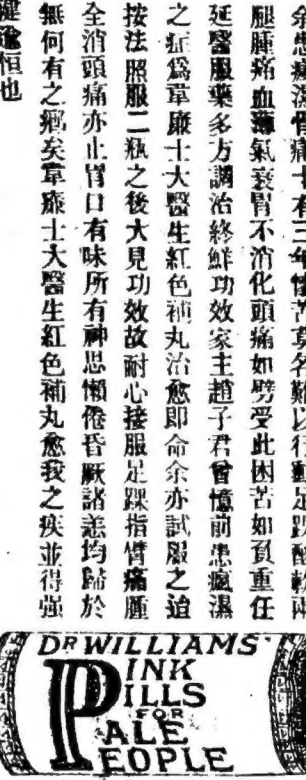 余患瘋濕骨痛十有三年懷苦莫名難以行動足踝酸軟兩
腿腫痛血薄氣衰胃不消化頭痛如劈受此困苦如負重任
延醫服藥多方調治終鮮功效家主趙子君曾憶前患瘋濕
之症爲韋廉士大醫生紅色補丸治愈即命余亦試服之迨
按法照服二瓶之後大見功效故耐心接服足踝指臂痛腫
全消頭痛亦止胃口有味所有神思懶倦昏厥諸恙均歸於
無何有之鄉矣韋廉士大醫生紅色補丸愈我之疾並得强
健逾恒也
DR WILLIAMS'
PINK
PILLS
FOR
PALE
PEOPLE